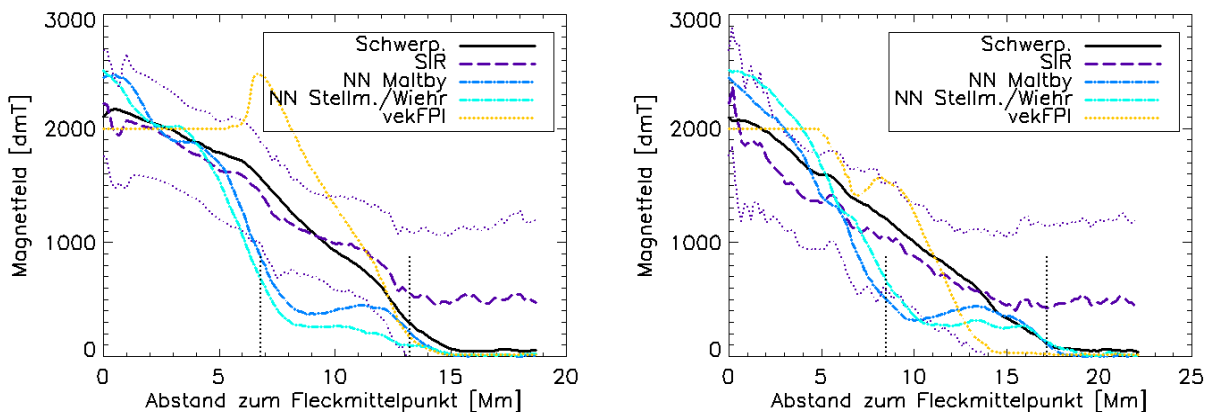 3000
2000
1000
0
Magnetfeld [dmT]
Schwerp.
SIR
NN Maltby
NN Stellm./Wiehr
vekFPI
0 5 10 15 20
Abstand zum Fleckmittelpunkt [Mm]
3000
2000
1000
0
Magnetfeld [dmT]
Schwerp.
SIR
NN Maltby
NN Stellm./Wiehr
vekFPI
0 5 10 15 20 25
Abstand zum Fleckmittelpunkt [Mm]